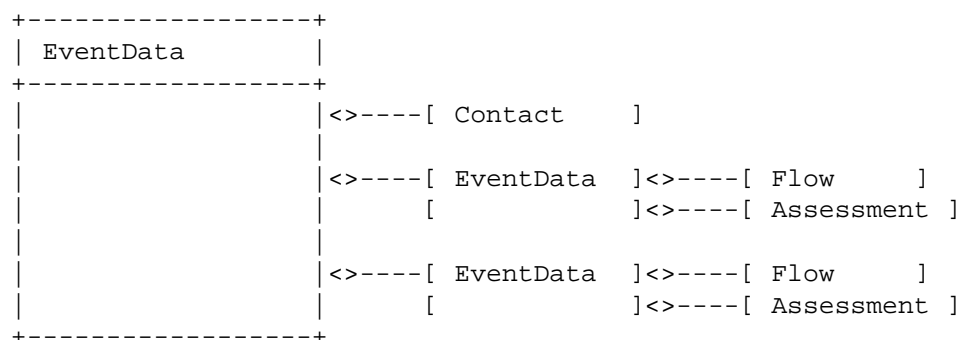 +------------------+
| EventData        |
+------------------+
|                  |<>----[ Contact    ]
|                  |
|                  |<>----[ EventData  ]<>----[ Flow       ]
|                  |      [            ]<>----[ Assessment ]
|                  |
|                  |<>----[ EventData  ]<>----[ Flow       ]
|                  |      [            ]<>----[ Assessment ]
+------------------+